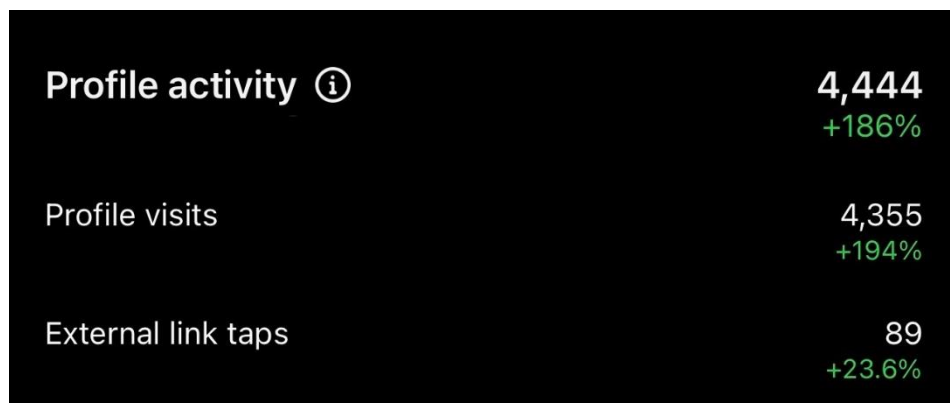 Profile activity 4,444
+186%
Profile visits 4,355
+194%
External link taps 89
+23.6%